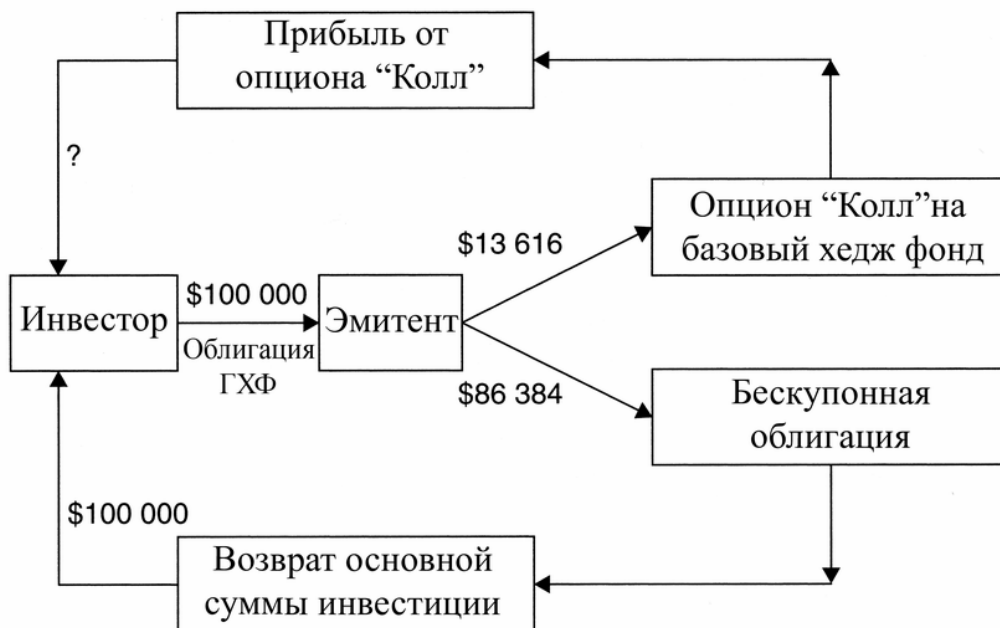 Прибыль от
опциона “Колл”
?
Опцион “Колл”на
базовый хедж фонд
$13 616
$100 000
Инвестор
Эмитент
Облигация
ГХФ
$86 384
Бескупонная
облигация
$100 000
Возврат основной
суммы инвестиции